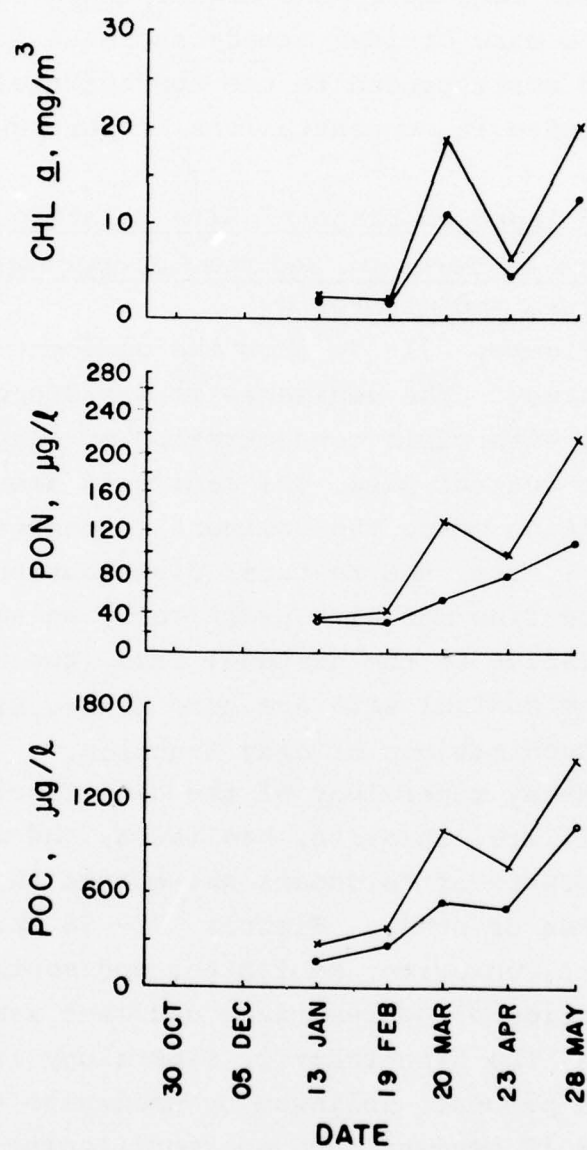 CHL a, mg/m³
30
20
10
0
PON, µg/ℓ
280
240
200
160
120
80
40
0
POC, µg/ℓ
1800
1200
600
0
30 OCT
05 DEC
13 JAN
19 FEB
20 MAR
23 APR
28 MAY
DATE